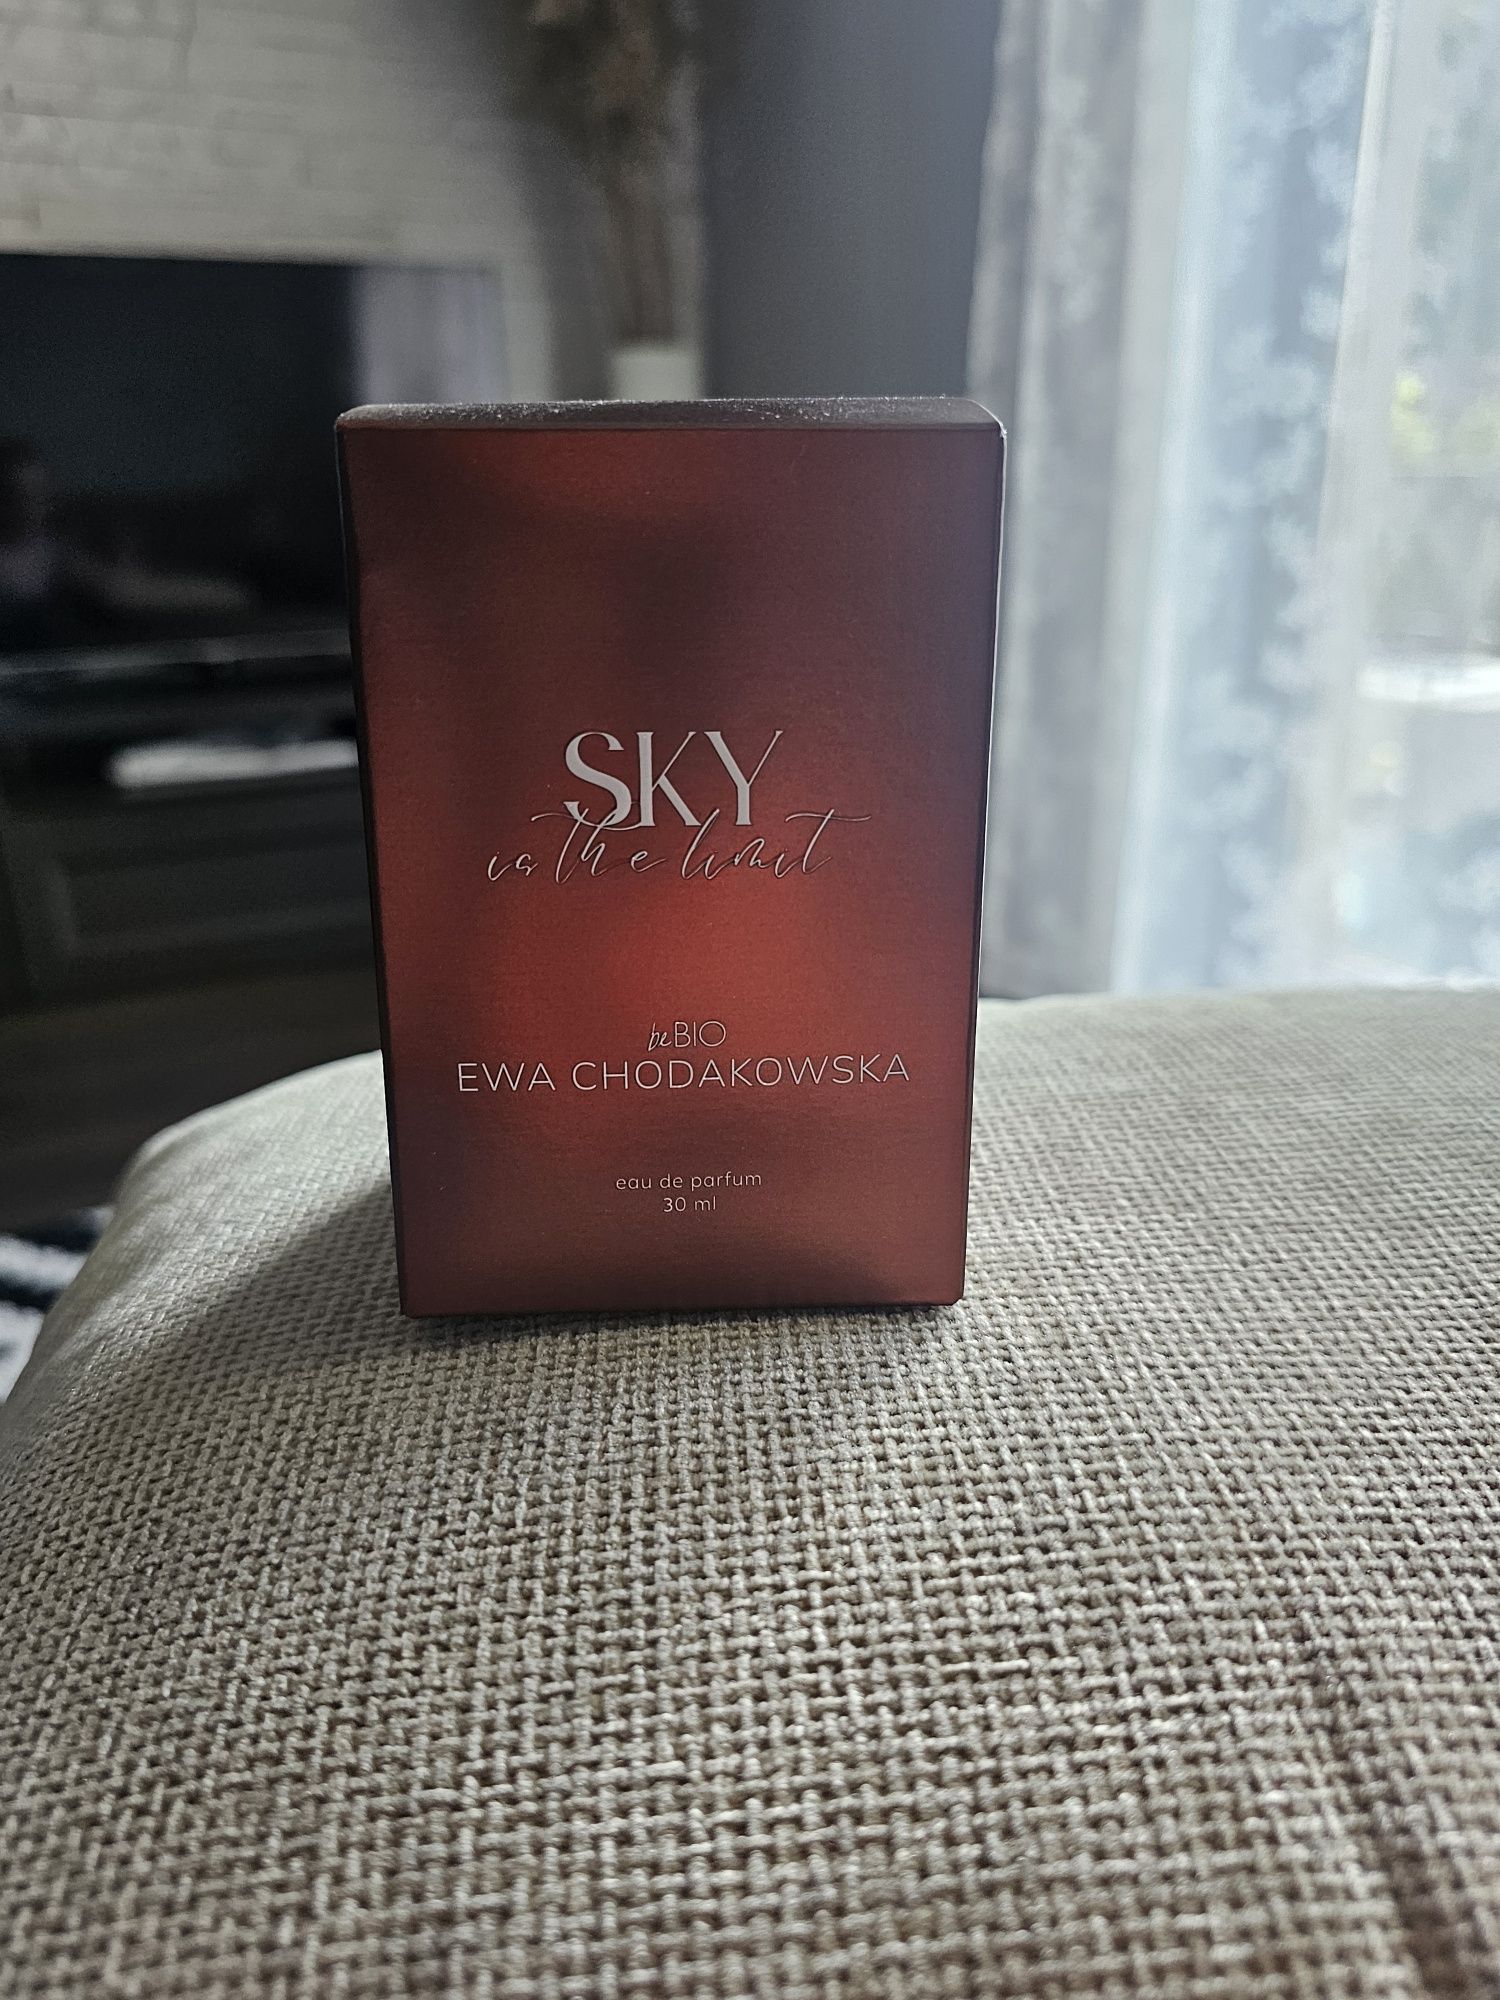 SKY
is the limit
beBIO
EWA CHODAKOWSKA
eau de parfum
30 ml